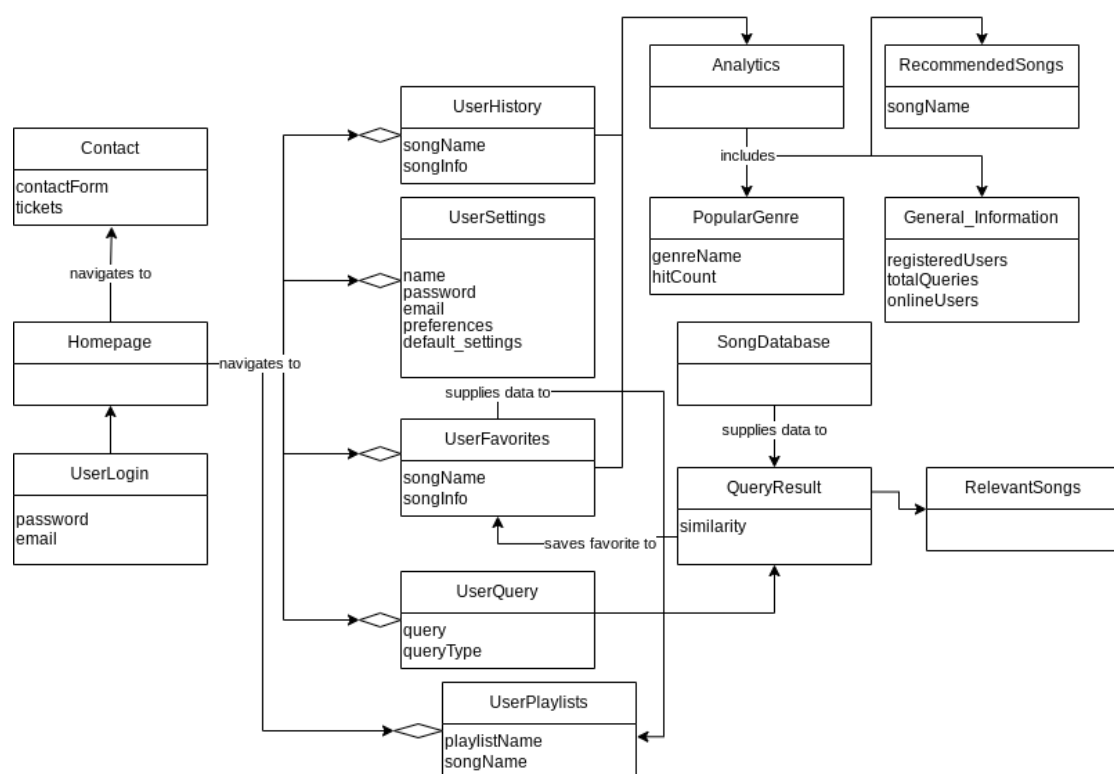 Analytics
RecommendedSongs
songName
UserHistory
songName
songInfo
Contact
contactForm
tickets
includes
UserSettings
name
password
email
preferences
default_settings
PopularGenre
genreName
hitCount
General_Information
registeredUsers
totalQueries
onlineUsers
navigates to
Homepage
navigates to
SongDatabase
supplies data to
UserFavorites
songName
songInfo
supplies data to
UserLogin
password
email
QueryResult
similarity
RelevantSongs
saves favorite to
UserQuery
query
queryType
UserPlaylists
playlistName
songName